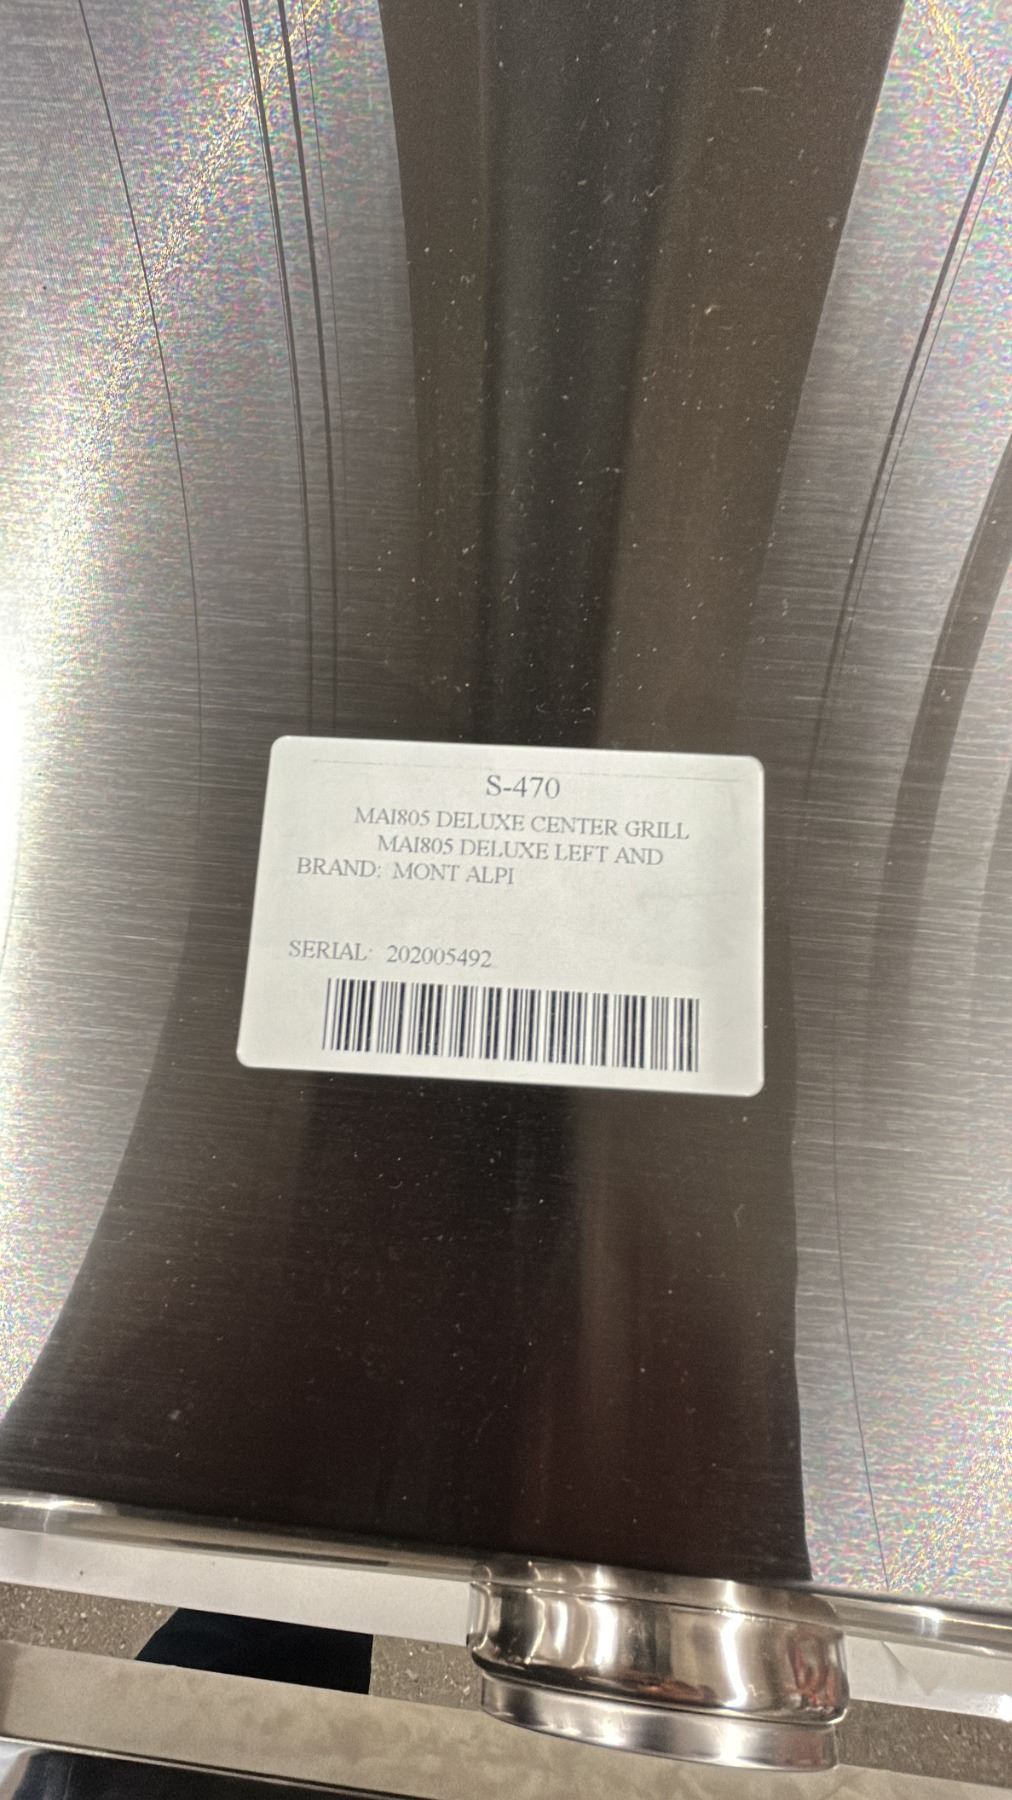 S-470
MAI805 DELUXE CENTER GRILL
MAI805 DELUXE LEFT AND
BRAND: MONT ALPI
SERIAL: 202005492